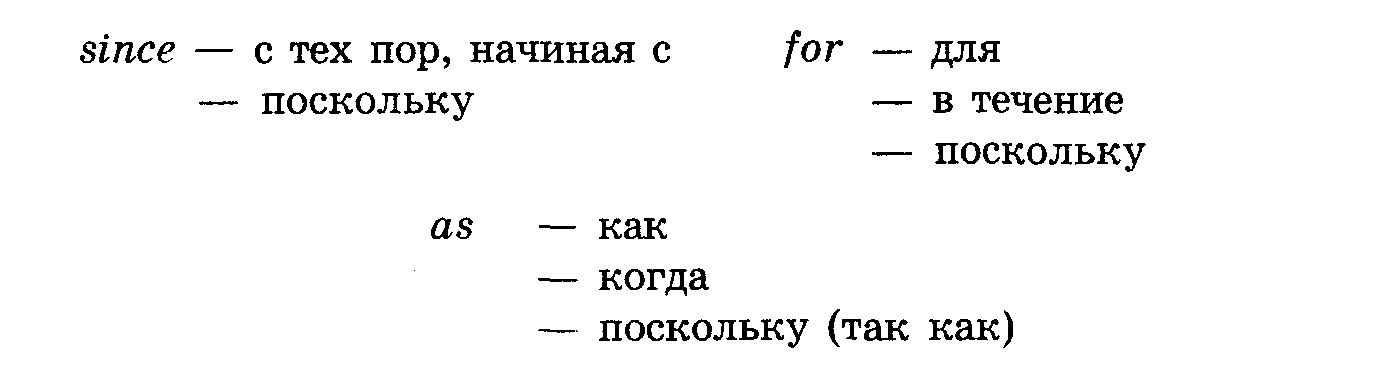 since — с тех пор, начиная с
— поскольку
for — для
— в течение
— поскольку
as — как
— когда
— поскольку (так как)